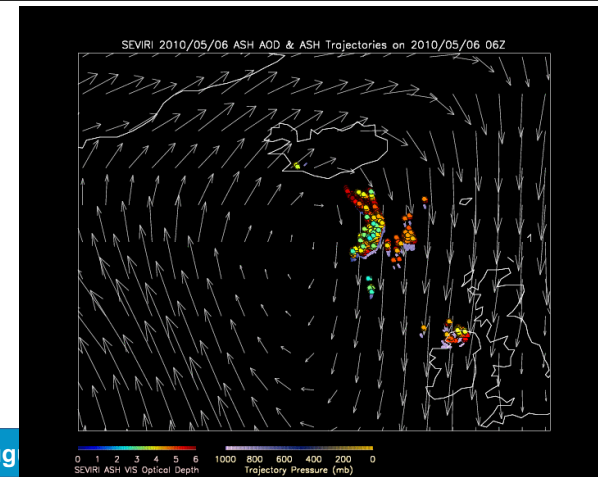 SEVIRI 2010/05/06 ASH AOD & ASH Trajectories on 2010/05/06 06Z
0 1 2 3 4 5 6
SEVIRI ASH VIS Optical Depth
1000 800 600 400 200 0
Trajectory Pressure (mb)